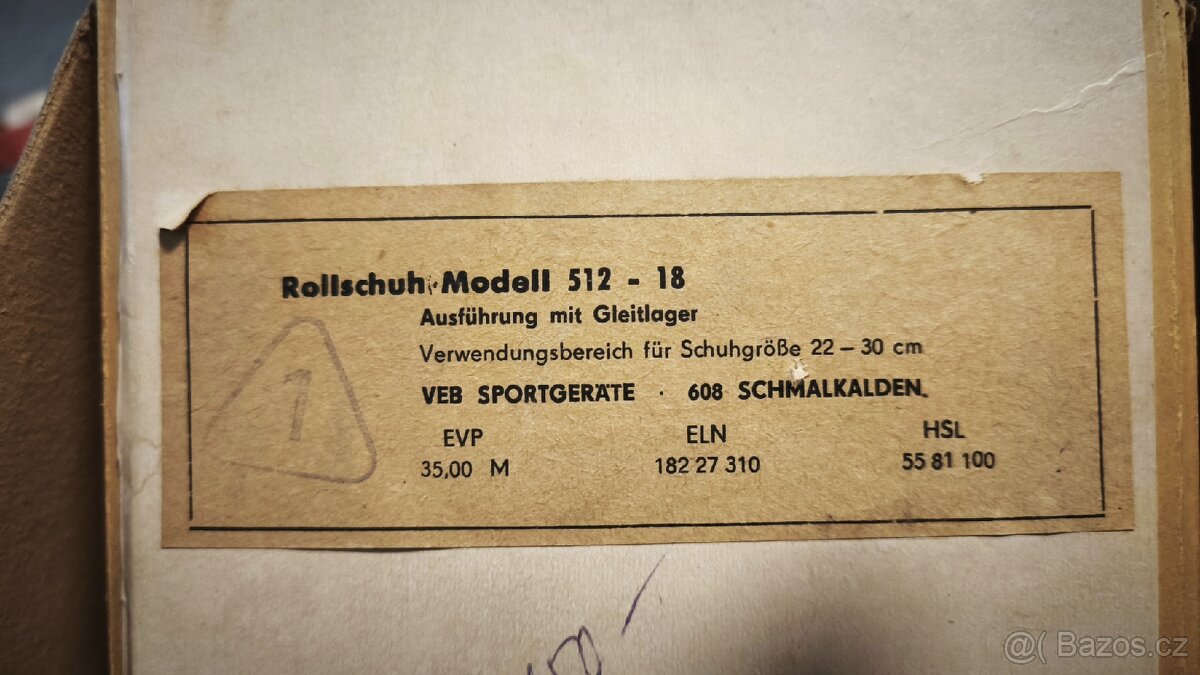 Rollschuh Modell 512 - 18
Ausführung mit Gleitlager
Verwendungsbereich für Schuhgröße 22 – 30 cm
VEB SPORTGERÄTE · 608 SCHMALKALDEN
1
EVP ELN HSL
35,00 M 182 27 310 55 81 100
@( Bazos.cz